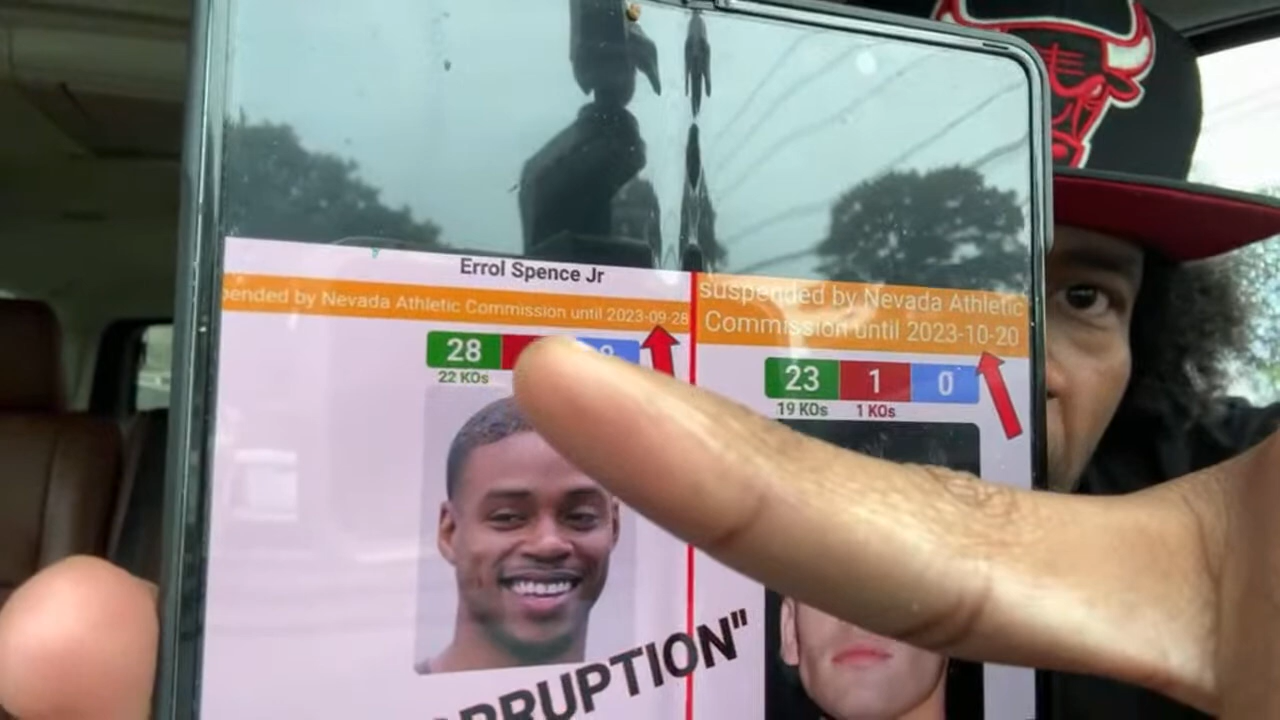 Errol Spence Jr
pended by Nevada Athletic Commission until 2023-09-28
28
22 KOs
suspended by Nevada Athletic
Commission until 2023-10-20
23 1 0
19 KOs 1 KOs
RRUPTION"